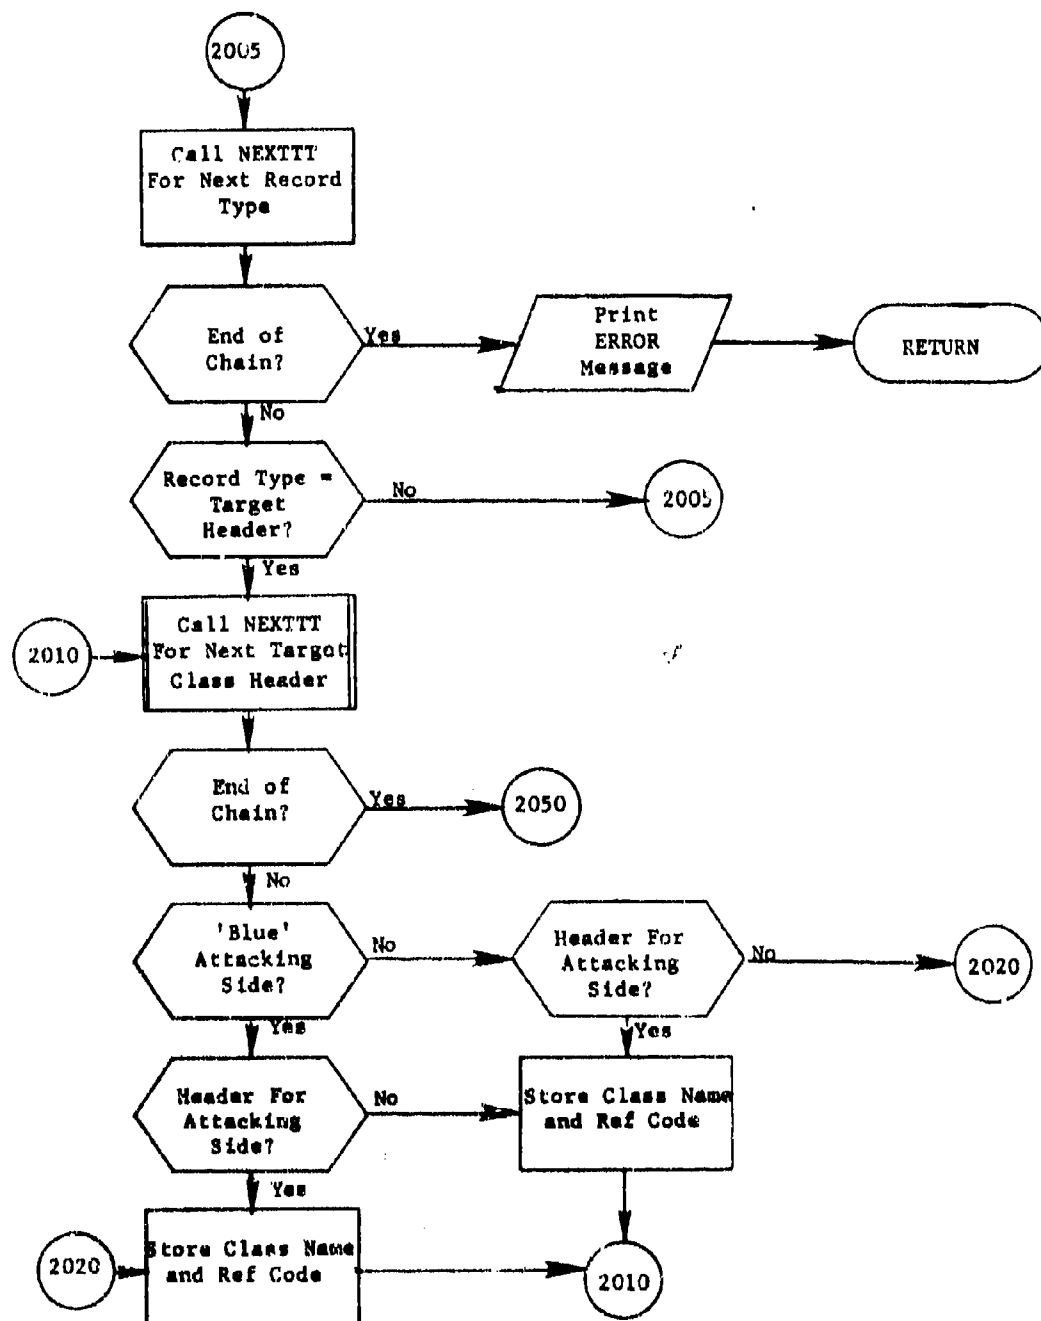 2005
Call NEXTTT
For Next Record
Type
End of
Chain?
Yes
Print
ERROR
Message
RETURN
No
Record Type =
Target
Header?
No
2005
Yes
2010
Call NEXTTT
For Next Target
Class Header
End of
Chain?
Yes
2050
No
'Blue'
Attacking
Side?
No
Header For
Attacking
Side?
No
2020
Yes
Yes
Header For
Attacking
Side?
No
Store Class Name
and Ref Code
Yes
2020
Store Class Name
and Ref Code
2010